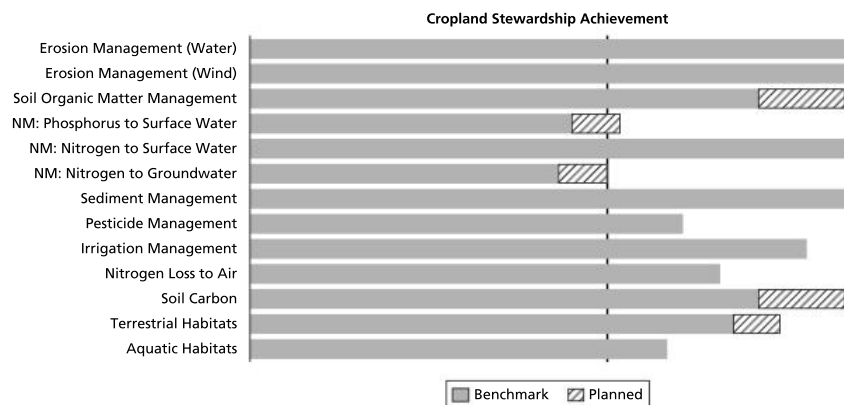 Cropland Stewardship Achievement
Erosion Management (Water)
Erosion Management (Wind)
Soil Organic Matter Management
NM: Phosphorus to Surface Water
NM: Nitrogen to Surface Water
NM: Nitrogen to Groundwater
Sediment Management
Pesticide Management
Irrigation Management
Nitrogen Loss to Air
Soil Carbon
Terrestrial Habitats
Aquatic Habitats
Benchmark Planned